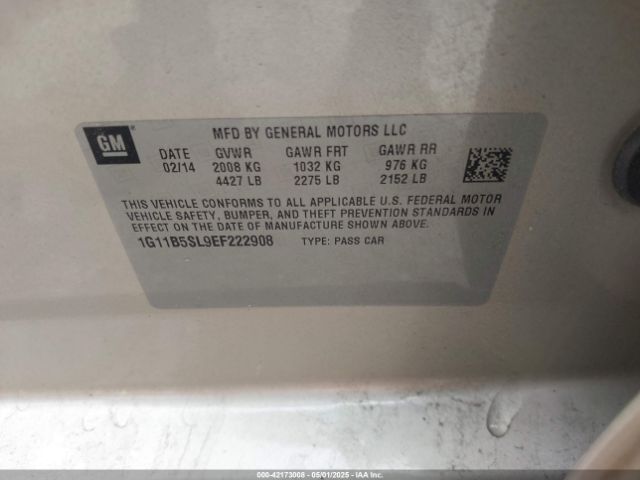 GM
MFD BY GENERAL MOTORS LLC
DATE GVWR GAWR FRT GAWR RR
02/14 2008 KG 1032 KG 976 KG
4427 LB 2275 LB 2152 LB
THIS VEHICLE CONFORMS TO ALL APPLICABLE U.S. FEDERAL MOTOR
VEHICLE SAFETY, BUMPER, AND THEFT PREVENTION STANDARDS IN
EFFECT ON THE DATE OF MANUFACTURE SHOWN ABOVE.
1G11B5SL9EF222908 TYPE: PASS CAR
000-42173008 - 05/01/2025 - IAAI.com